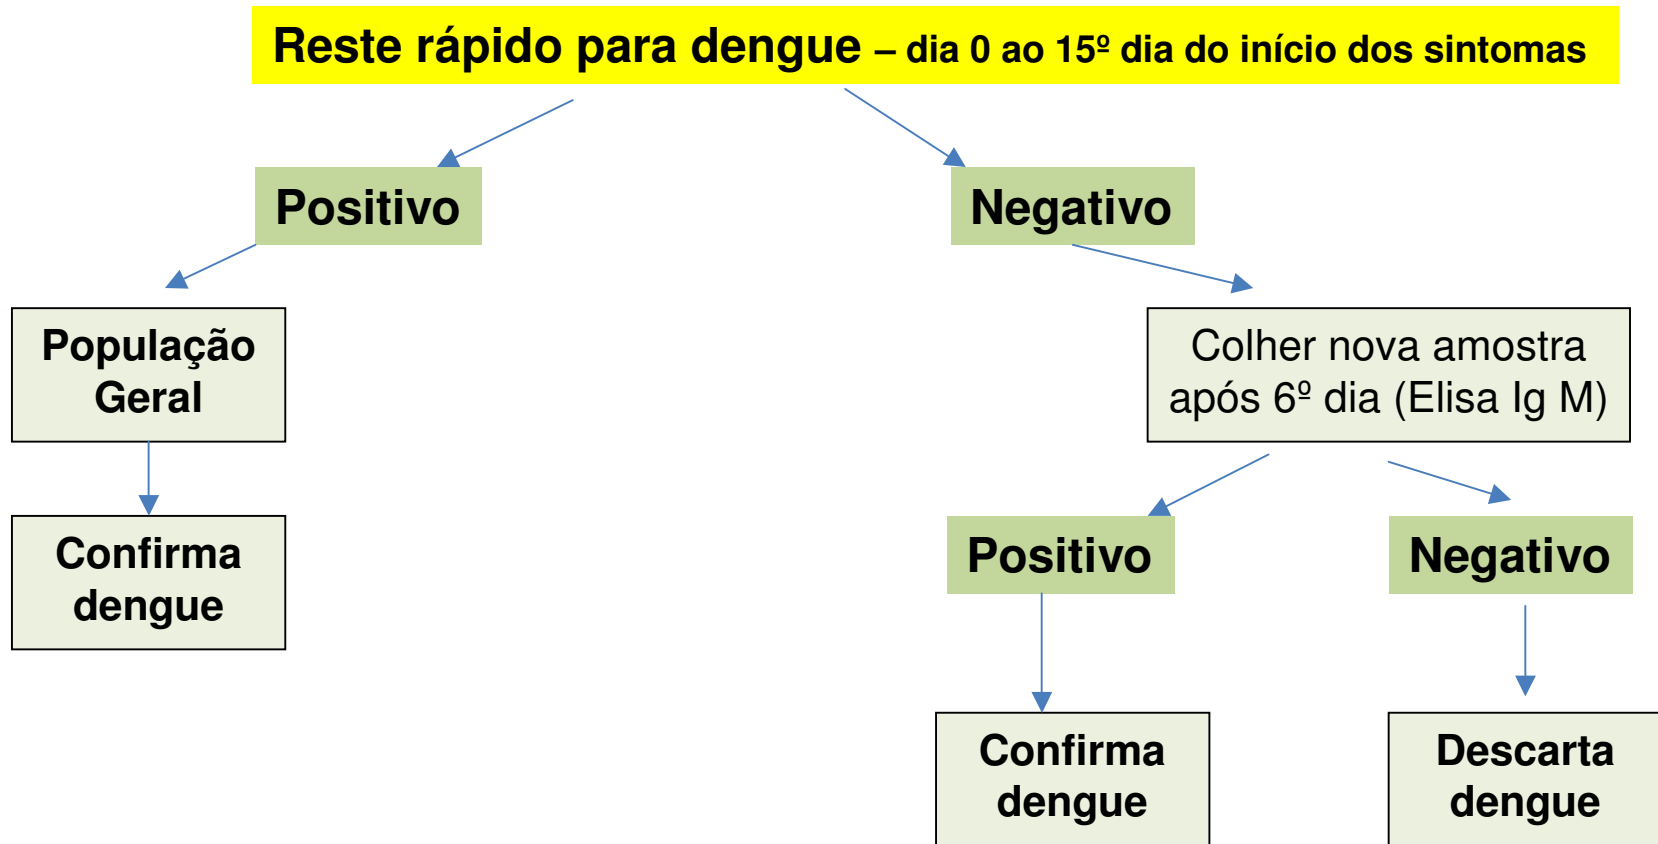 Reste rápido para dengue – dia 0 ao 15º dia do início dos sintomas
Positivo
Negativo
População
Geral
Colher nova amostra
após 6º dia (Elisa Ig M)
Confirma
dengue
Positivo
Negativo
Confirma
dengue
Descarta
dengue